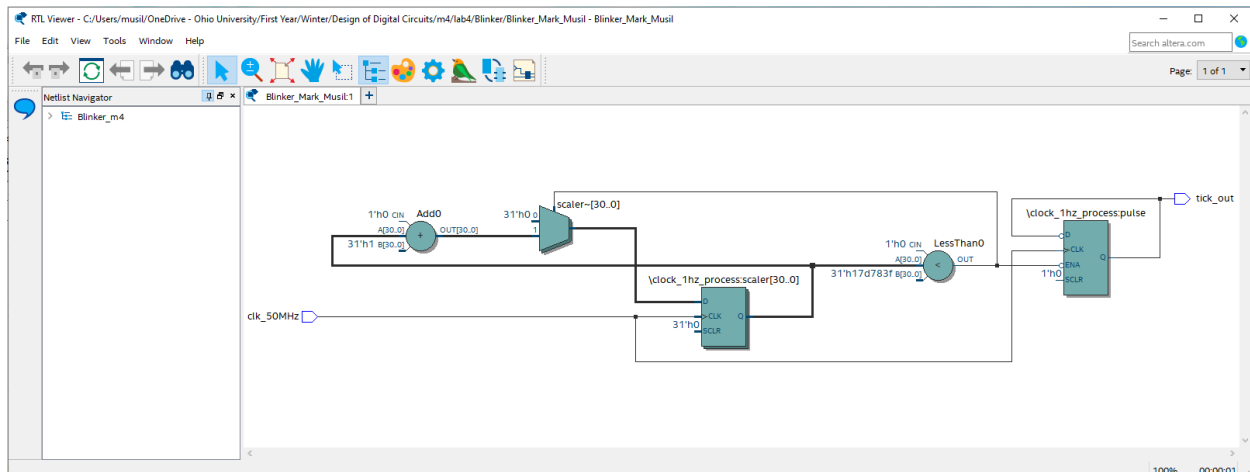 RTL Viewer - C:/Users/musil/OneDrive - Ohio University/First Year/Winter/Design of Digital Circuits/m4/lab4/Blinker/Blinker_Mark_Musil - Blinker_Mark_Musil
File Edit View Tools Window Help
Search altera.com
Page: 1 of 1
Netlist Navigator
Blinker_Mark_Musil:1
Blinker_m4
scaler~[30..0]
1'h0 CIN
Add0
31'h0 0
A[30..0]
OUT[30..0]
1
31'h1 B[30..0]
+
tick_out
\clock_1hz_process:pulse
D
CLK
Q
ENA
1'h0
SCLR
1'h0 CIN
LessThan0
A[30..0]
OUT
31'h17d783f B[30..0]
<
\clock_1hz_process:scaler[30..0]
D
clk_50MHz
CLK
Q
31'h0
SCLR
100% 00:00:01